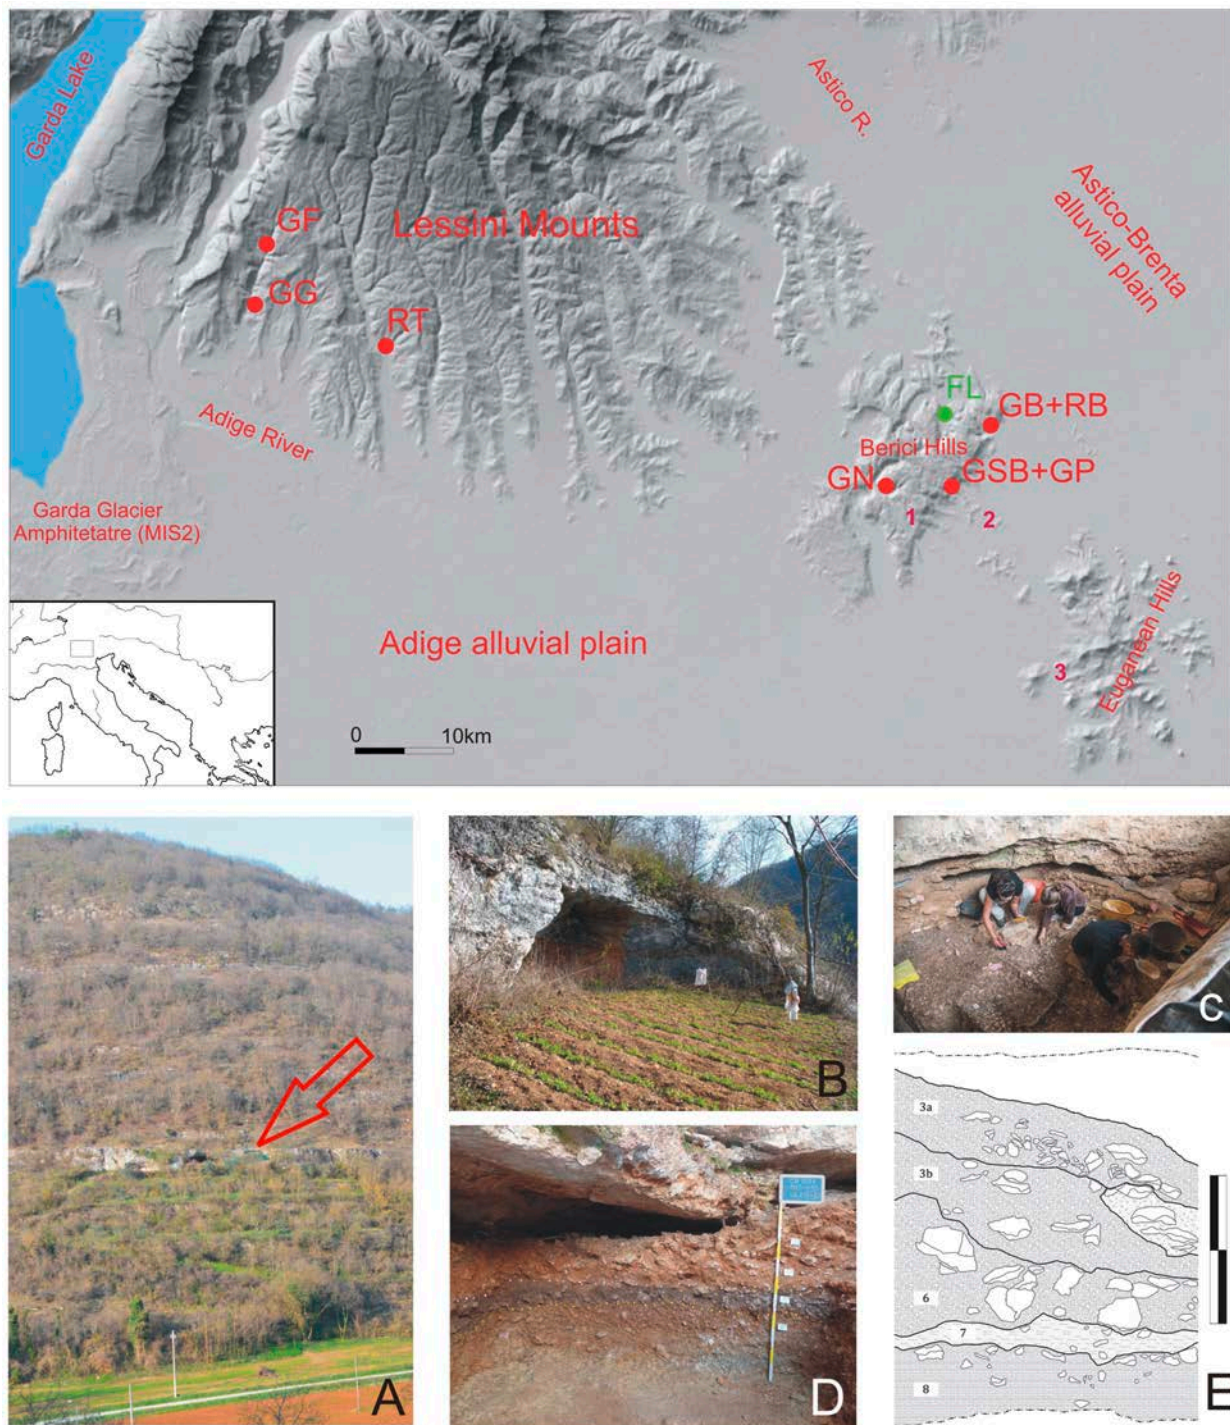 Garda Lake
Astico R.
Astico-Brenta
alluvial plain
GF
Lessini Mounts
GG
RT
FL
GB+RB
Adige River
Berici Hills
GN
GSB+GP
1
2
Garda Glacier
Amphitetatre (MIS2)
Euganean Hills
3
Adige alluvial plain
0
10km
A
B
C
D
3a
3b
6
7
8
E